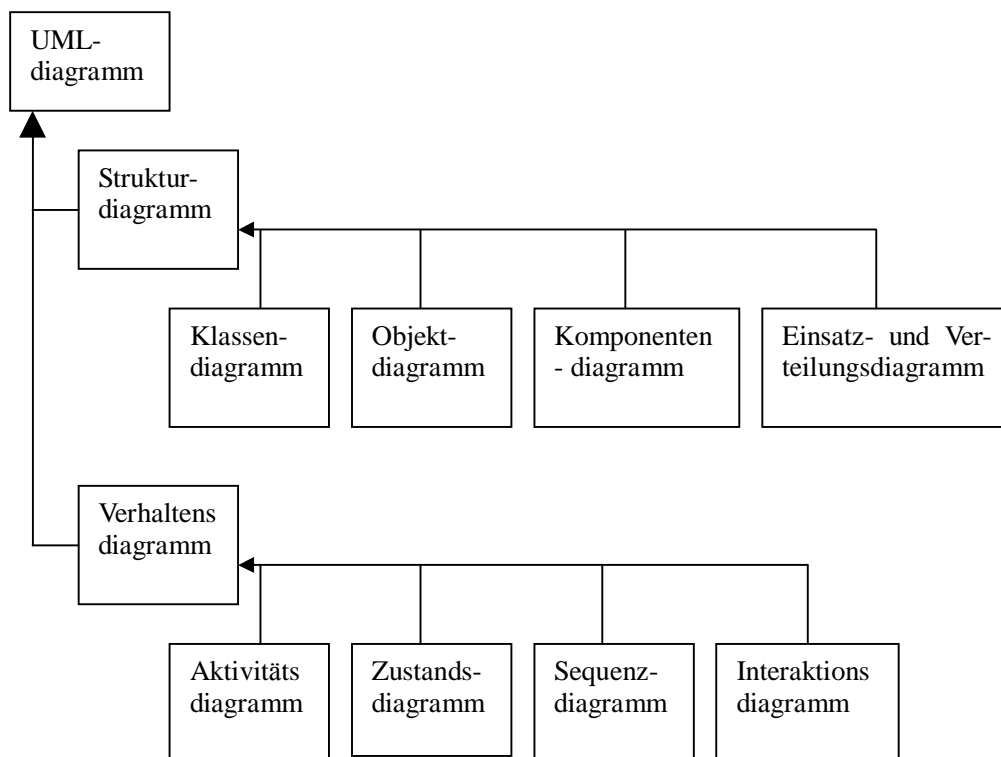 UML-
diagramm
Struktur-
diagramm
Klassen-
diagramm
Objekt-
diagramm
Komponenten
- diagramm
Einsatz- und Ver-
teilungsdiagramm
Verhaltens
diagramm
Aktivitäts
diagramm
Zustands-
diagramm
Sequenz-
diagramm
Interaktions
diagramm